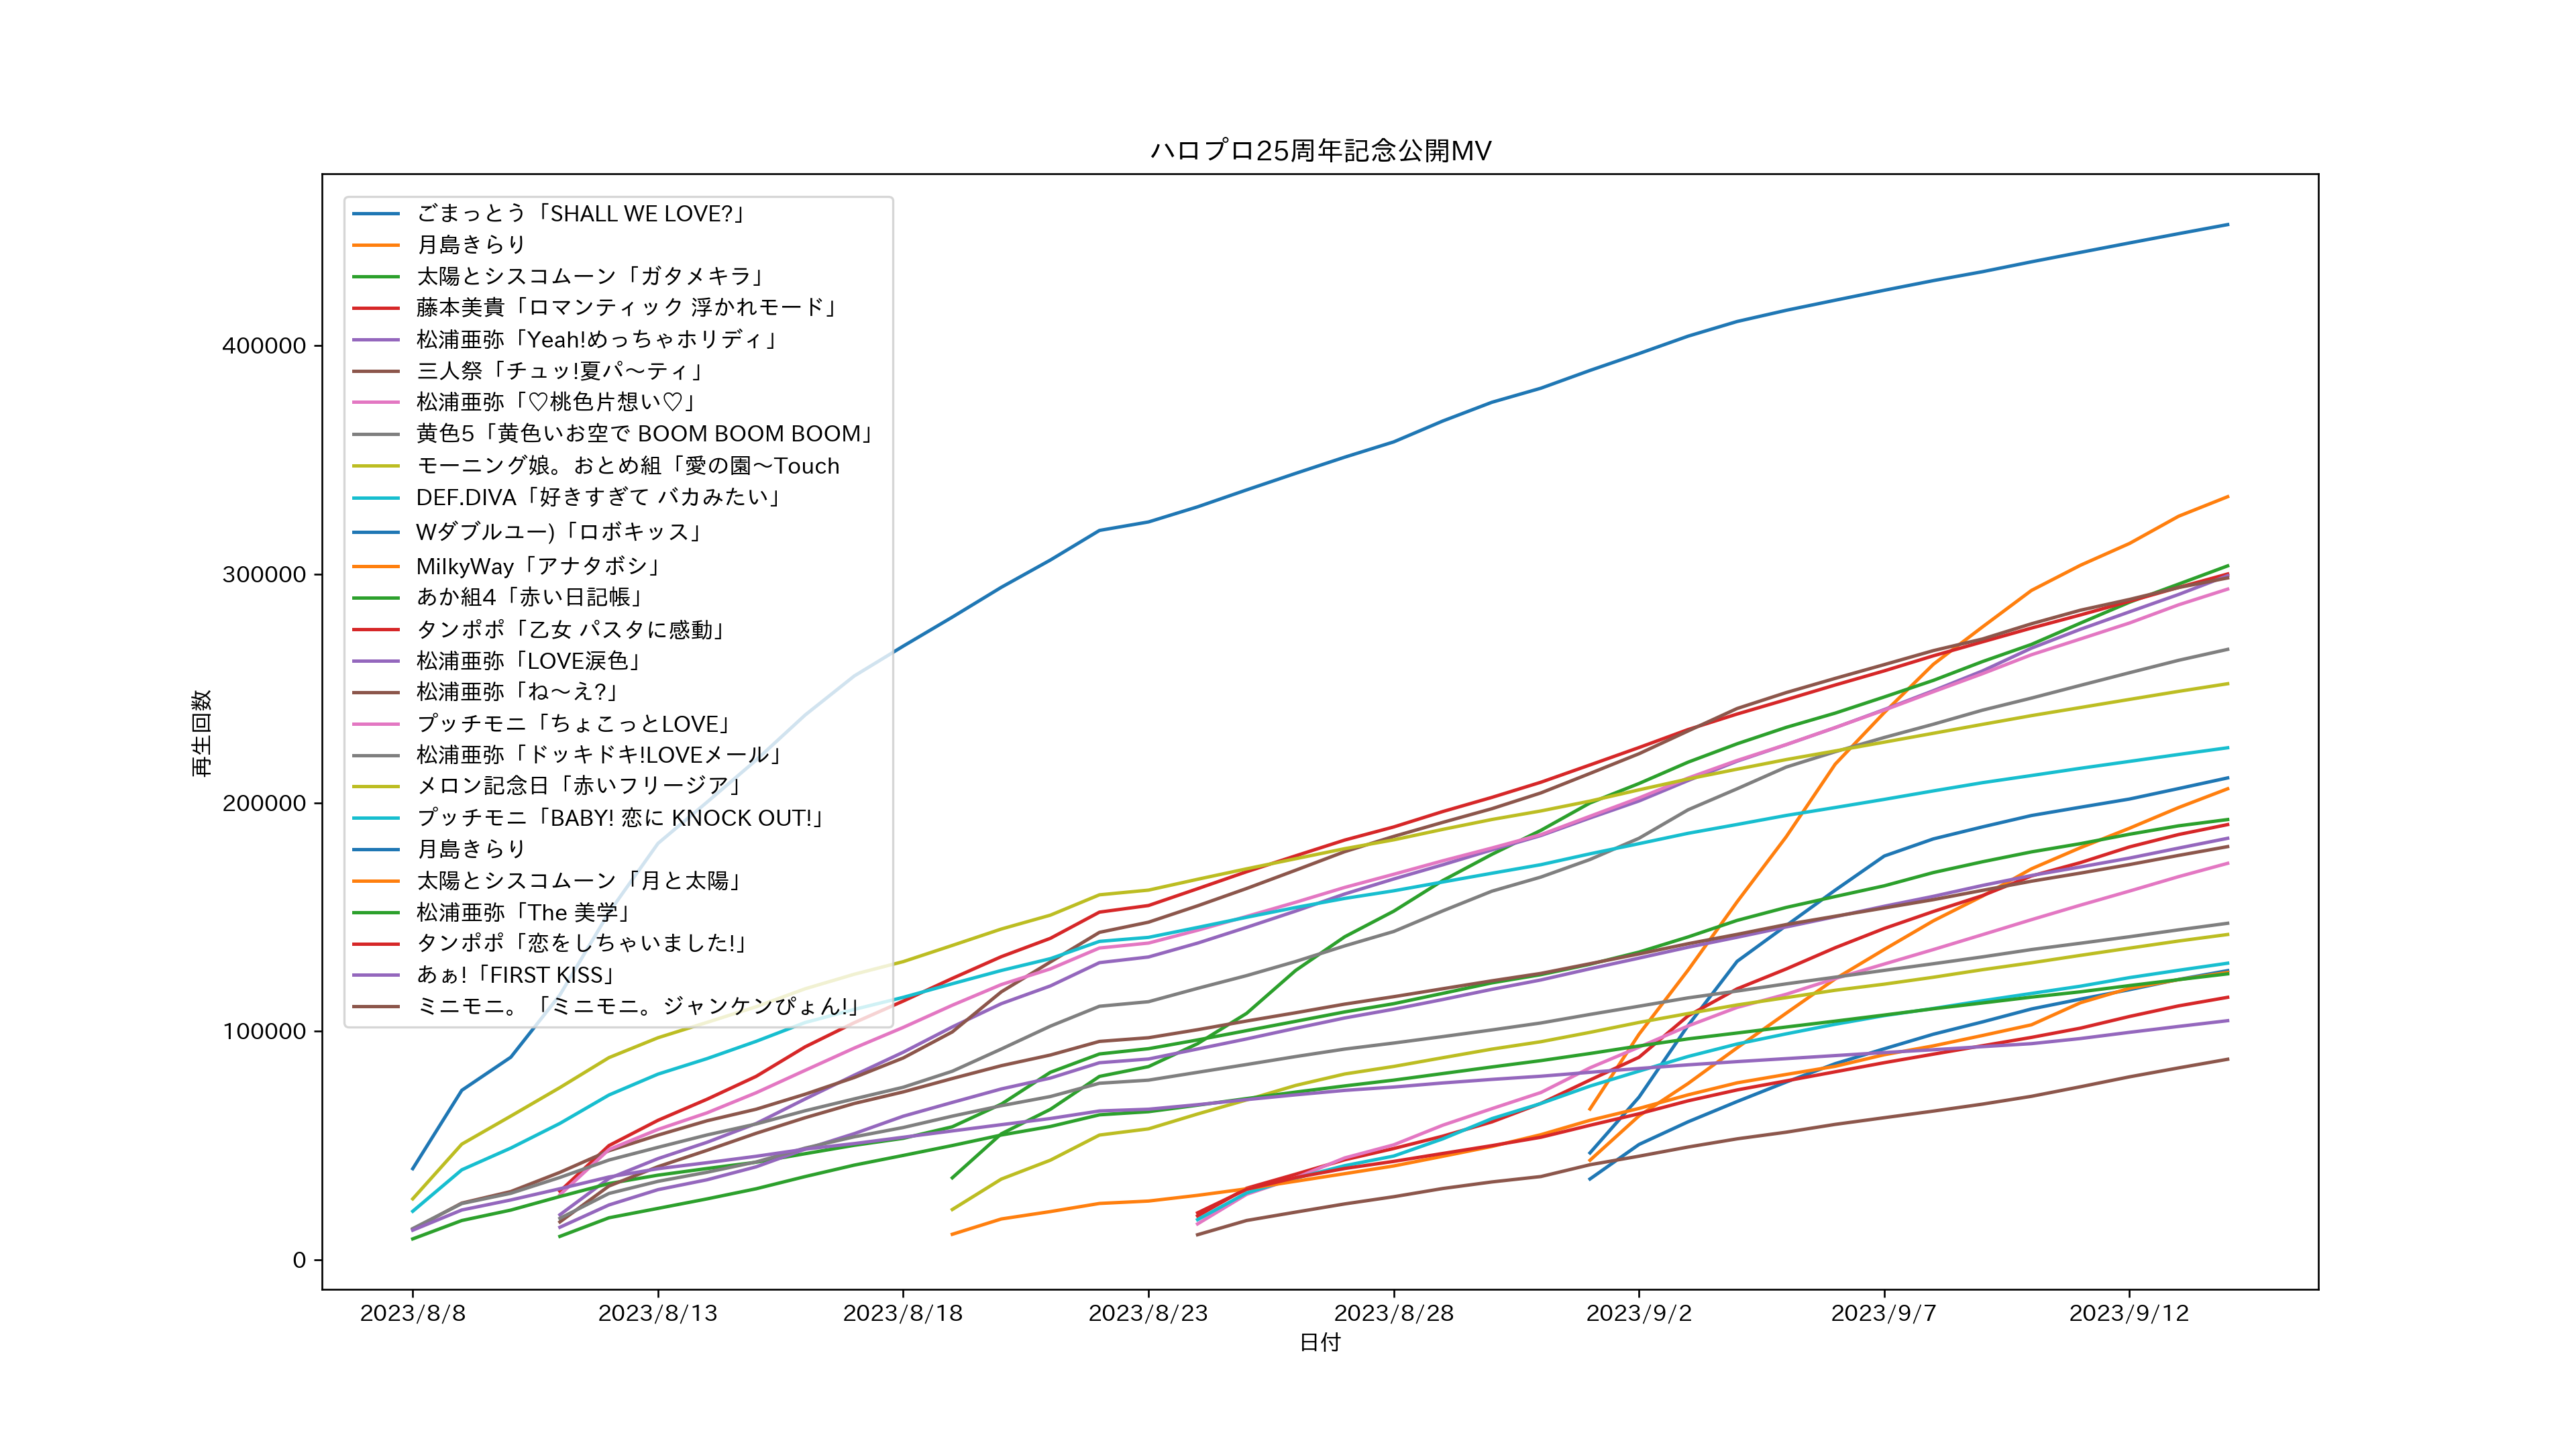 ハロプロ25周年記念公開MV
ごまっとう「SHALL WE LOVE?」
月島きらり
太陽とシスコムーン「ガタメキラ」
藤本美貴「ロマンティック 浮かれモード」
松浦亜弥「Yeah!めっちゃホリディ」
三人祭「チュッ!夏パ～ティ」
松浦亜弥「♡桃色片想い♡」
黄色5「黄色いお空で BOOM BOOM BOOM」
モーニング娘。おとめ組「愛の園～Touch
DEF.DIVA「好きすぎて バカみたい」
Wダブルユー)「ロボキッス」
MilkyWay「アナタボシ」
あか組4「赤い日記帳」
タンポポ「乙女 パスタに感動」
松浦亜弥「LOVE涙色」
松浦亜弥「ね～え?」
プッチモニ「ちょこっとLOVE」
松浦亜弥「ドッキドキ!LOVEメール」
メロン記念日「赤いフリージア」
プッチモニ「BABY! 恋に KNOCK OUT!」
月島きらり
太陽とシスコムーン「月と太陽」
松浦亜弥「The 美学」
タンポポ「恋をしちゃいました!」
あぁ!「FIRST KISS」
ミニモニ。「ミニモニ。ジャンケンぴょん!」
再生回数
400000
300000
200000
100000
0
2023/8/8
2023/8/13
2023/8/18
2023/8/23
2023/8/28
2023/9/2
2023/9/7
2023/9/12
日付